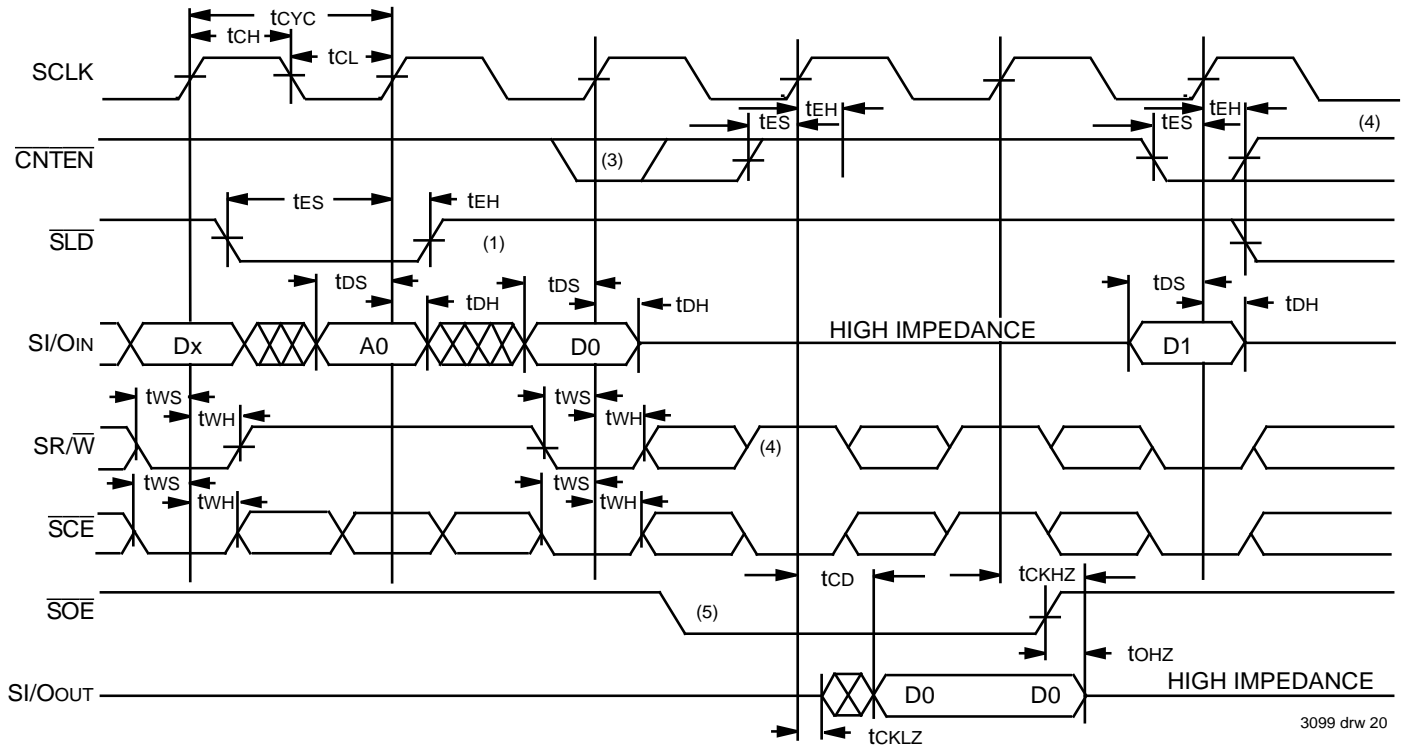 tCYC
tCH
tCL
SCLK
tES
tEH
tES
tEH
(4)
CNTEN
(3)
tES
tEH
SLD
(1)
tDS
tDH
tDS
tDH
tDS
tDH
SI/OIN
Dx
A0
D0
HIGH IMPEDANCE
D1
tWS
tWH
tWS
tWH
SR/W
(4)
tWS
tWH
tWS
tWH
SCE
tCD
tCKHZ
SOE
(5)
tOHZ
SI/OOUT
D0
D0
HIGH IMPEDANCE
tCKLZ
3099 drw 20